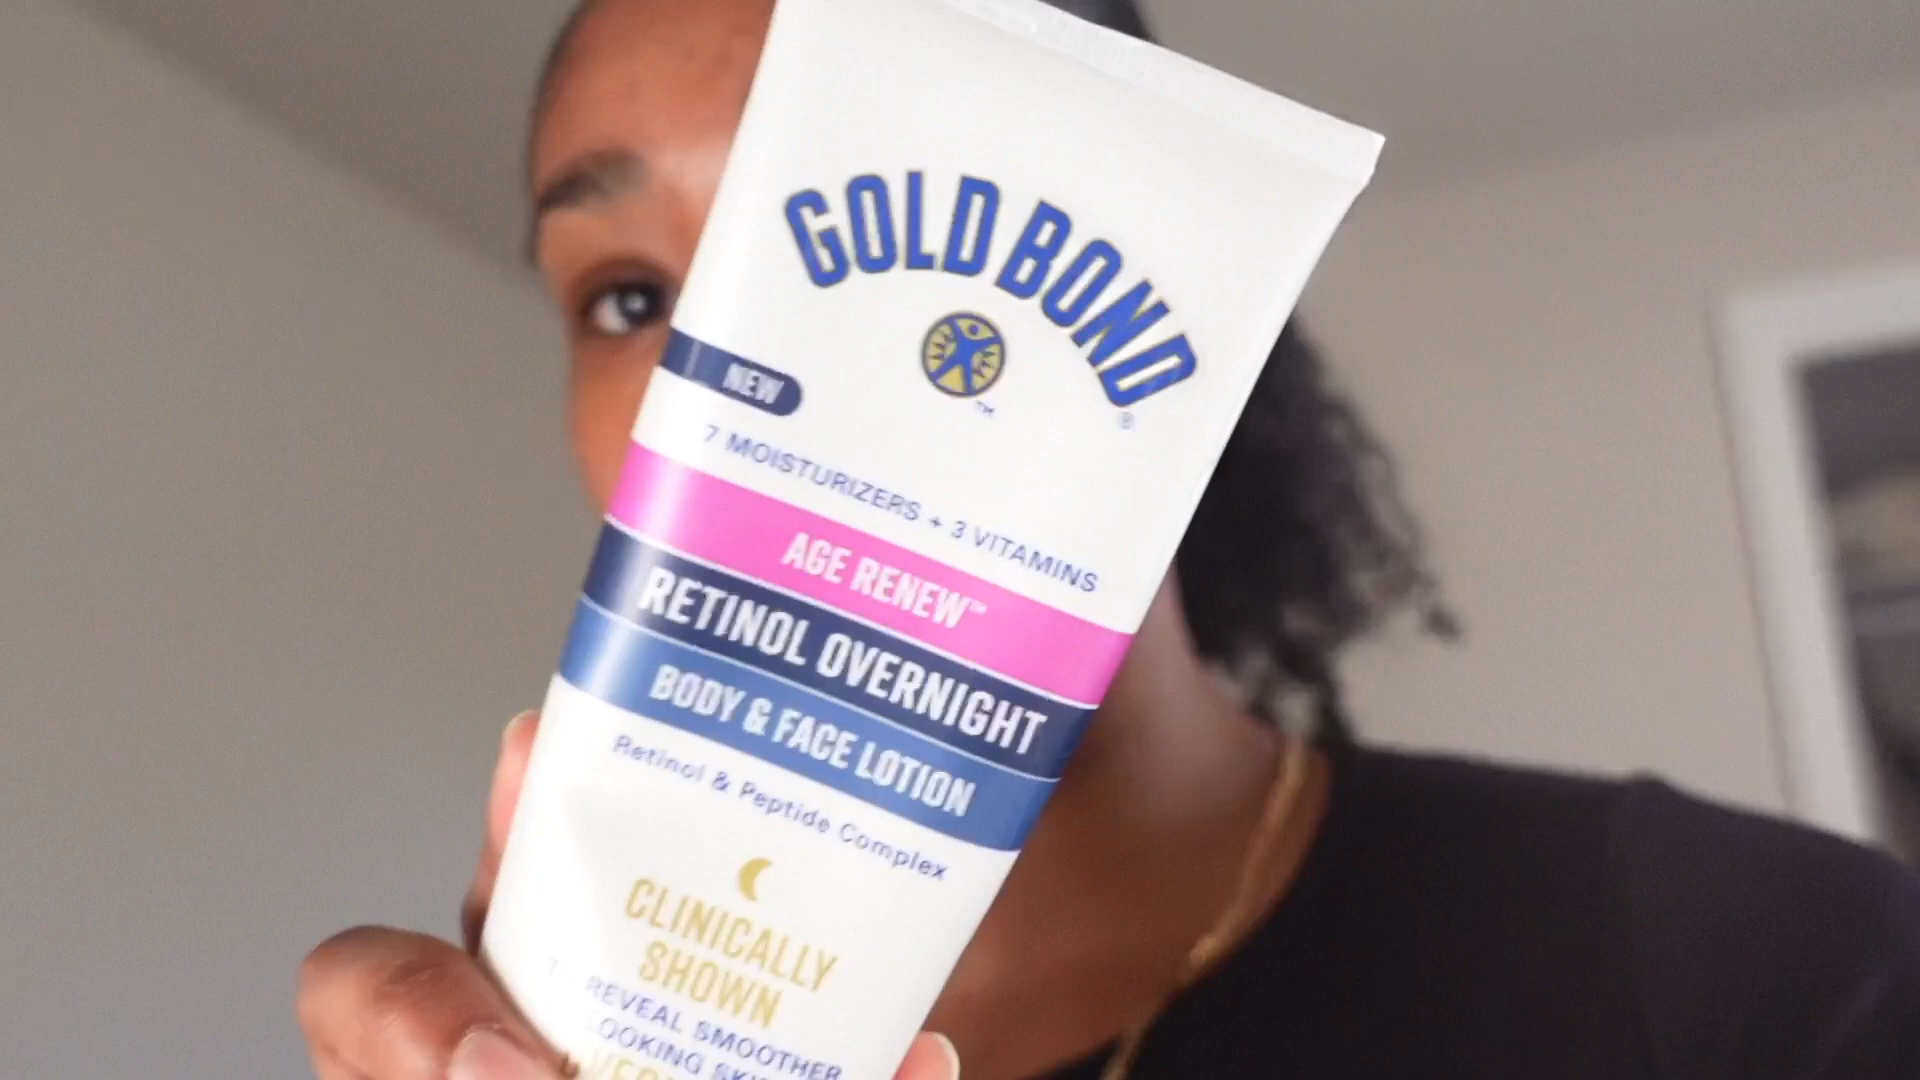 GOLD BOND®
™
NEW
7 MOISTURIZERS + 3 VITAMINS
AGE RENEW™
RETINOL OVERNIGHT
BODY & FACE LOTION
Retinol & Peptide Complex
CLINICALLY
SHOWN
REVEAL SMOOTHER
LOOKING